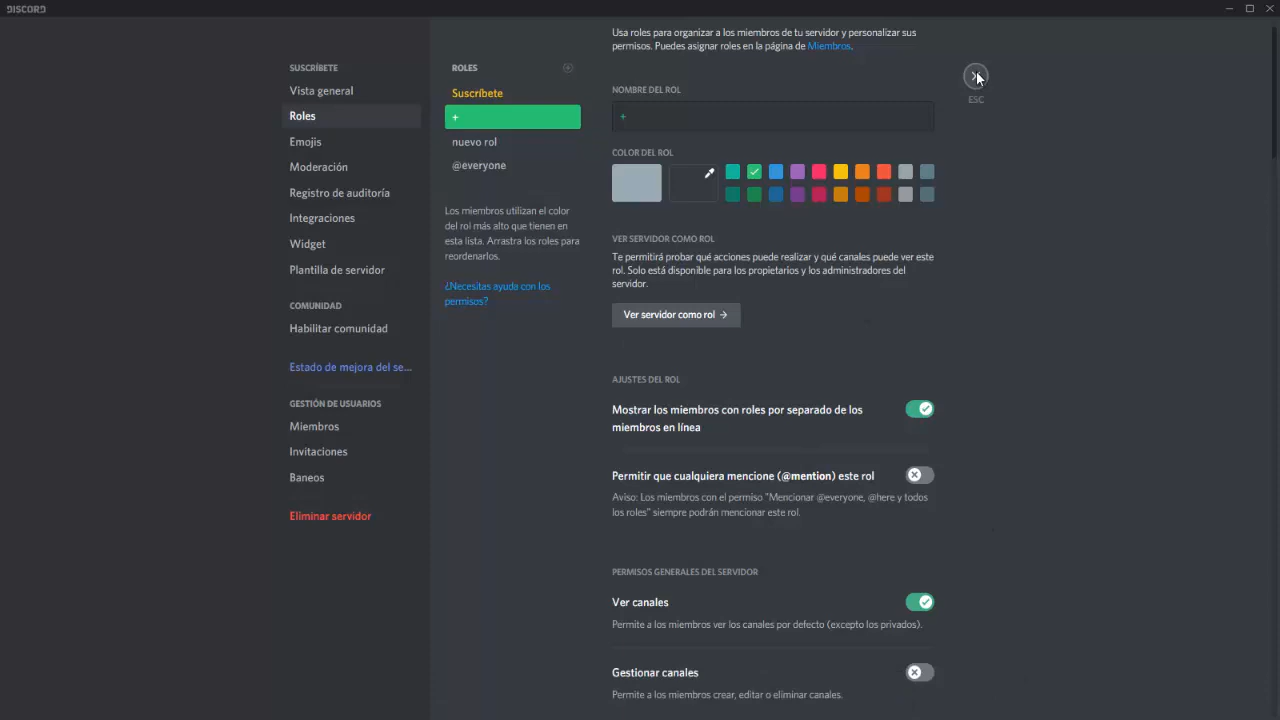 DISCORD
SUSCRÍBETE
Vista general
Roles
Emojis
Moderación
Registro de auditoría
Integraciones
Widget
Plantilla de servidor
COMUNIDAD
Habilitar comunidad
Estado de mejora del se...
GESTIÓN DE USUARIOS
Miembros
Invitaciones
Baneos
Eliminar servidor
ROLES
Suscríbete
+
nuevo rol
@everyone
Los miembros utilizan el color
del rol más alto que tienen en
esta lista. Arrastra los roles para
reordenarlos.
¿Necesitas ayuda con los
permisos?
Usa roles para organizar a los miembros de tu servidor y personalizar sus
permisos. Puedes asignar roles en la página de Miembros.
NOMBRE DEL ROL
+
COLOR DEL ROL
VER SERVIDOR COMO ROL
Te permitirá probar qué acciones puede realizar y qué canales puede ver este
rol. Solo está disponible para los propietarios y los administradores del
servidor.
Ver servidor como rol →
AJUSTES DEL ROL
Mostrar los miembros con roles por separado de los
miembros en línea
Permitir que cualquiera mencione (@mention) este rol
Aviso: Los miembros con el permiso "Mencionar @everyone, @here y todos
los roles" siempre podrán mencionar este rol.
PERMISOS GENERALES DEL SERVIDOR
Ver canales
Permite a los miembros ver los canales por defecto (excepto los privados).
Gestionar canales
Permite a los miembros crear, editar o eliminar canales.
ESC